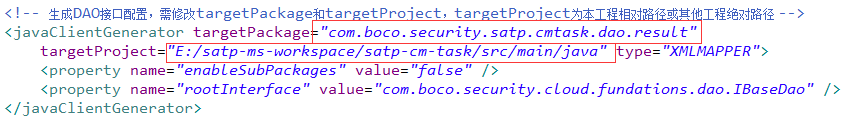 <!-- 生成DAO接口配置，需修改targetPackage和targetProject，targetProject为本工程相对路径或其他工程绝对路径 -->
<javaClientGenerator targetPackage="com.boco.security.satp.cmtask.dao.result"
targetProject="E:/satp-ms-workspace/satp-cm-task/src/main/java" type="XMLMAPPER">
<property name="enableSubPackages" value="false" />
<property name="rootInterface" value="com.boco.security.cloud.fundations.dao.IBaseDao" />
</javaClientGenerator>